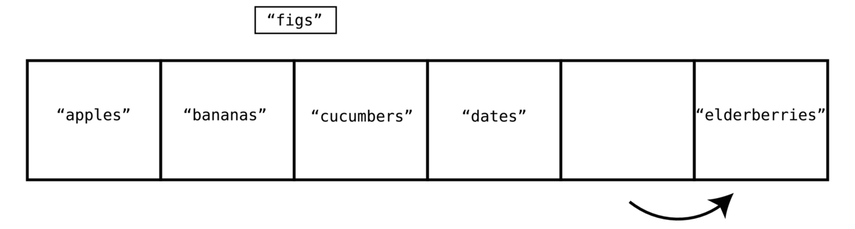 “figs”
“apples” “bananas” “cucumbers” “dates” “elderberries”